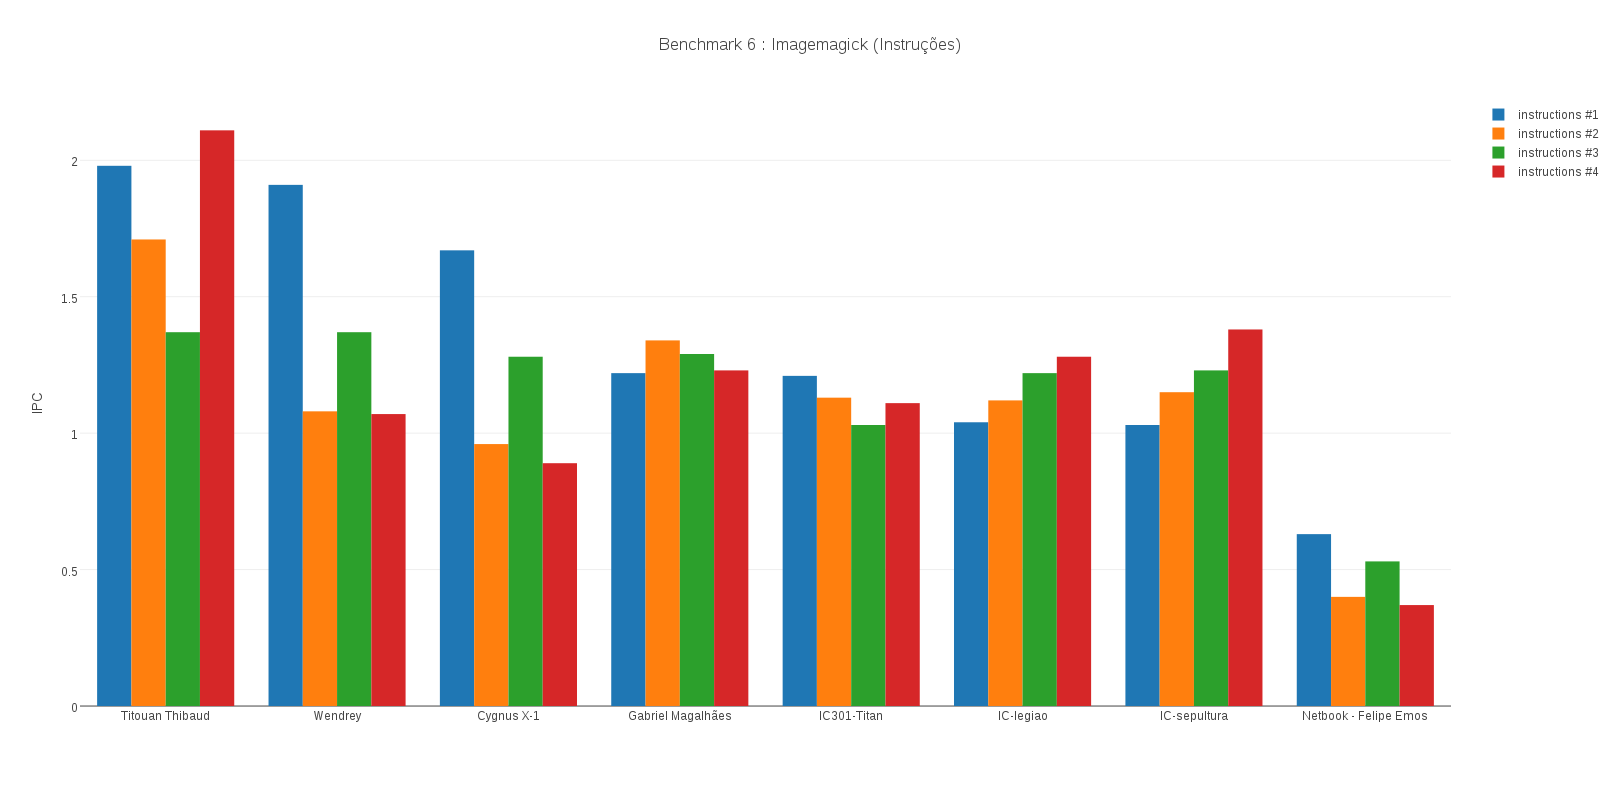 Benchmark 6 : Imagemagick (Instruções)
instructions #1
instructions #2
instructions #3
instructions #4
IPC
2
1.5
1
0.5
0
Titouan Thibaud
Wendrey
Cygnus X-1
Gabriel Magalhães
IC301-Titan
IC-legiao
IC-sepultura
Netbook - Felipe Emos